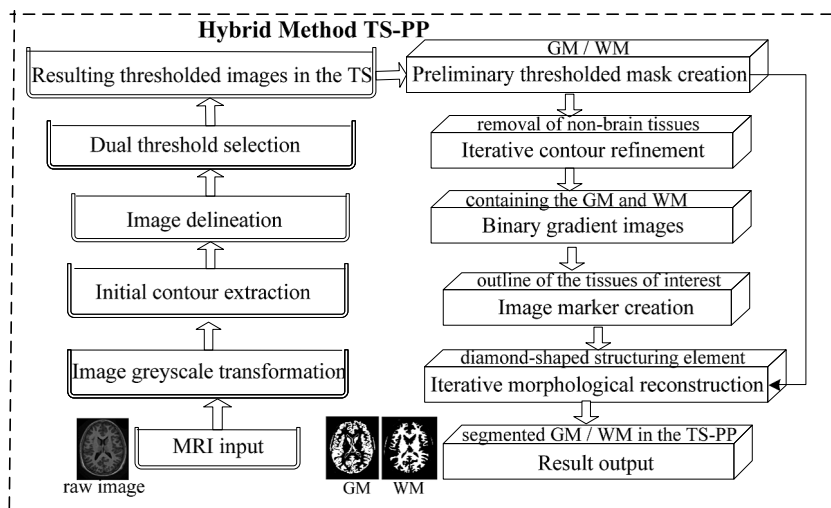 Hybrid Method TS-PP
Resulting thresholded images in the TS
Dual threshold selection
Image delineation
Initial contour extraction
Image greyscale transformation
MRI input
raw image
GM / WM
Preliminary thresholded mask creation
removal of non-brain tissues
Iterative contour refinement
containing the GM and WM
Binary gradient images
outline of the tissues of interest
Image marker creation
diamond-shaped structuring element
Iterative morphological reconstruction
segmented GM / WM in the TS-PP
Result output
GM
WM